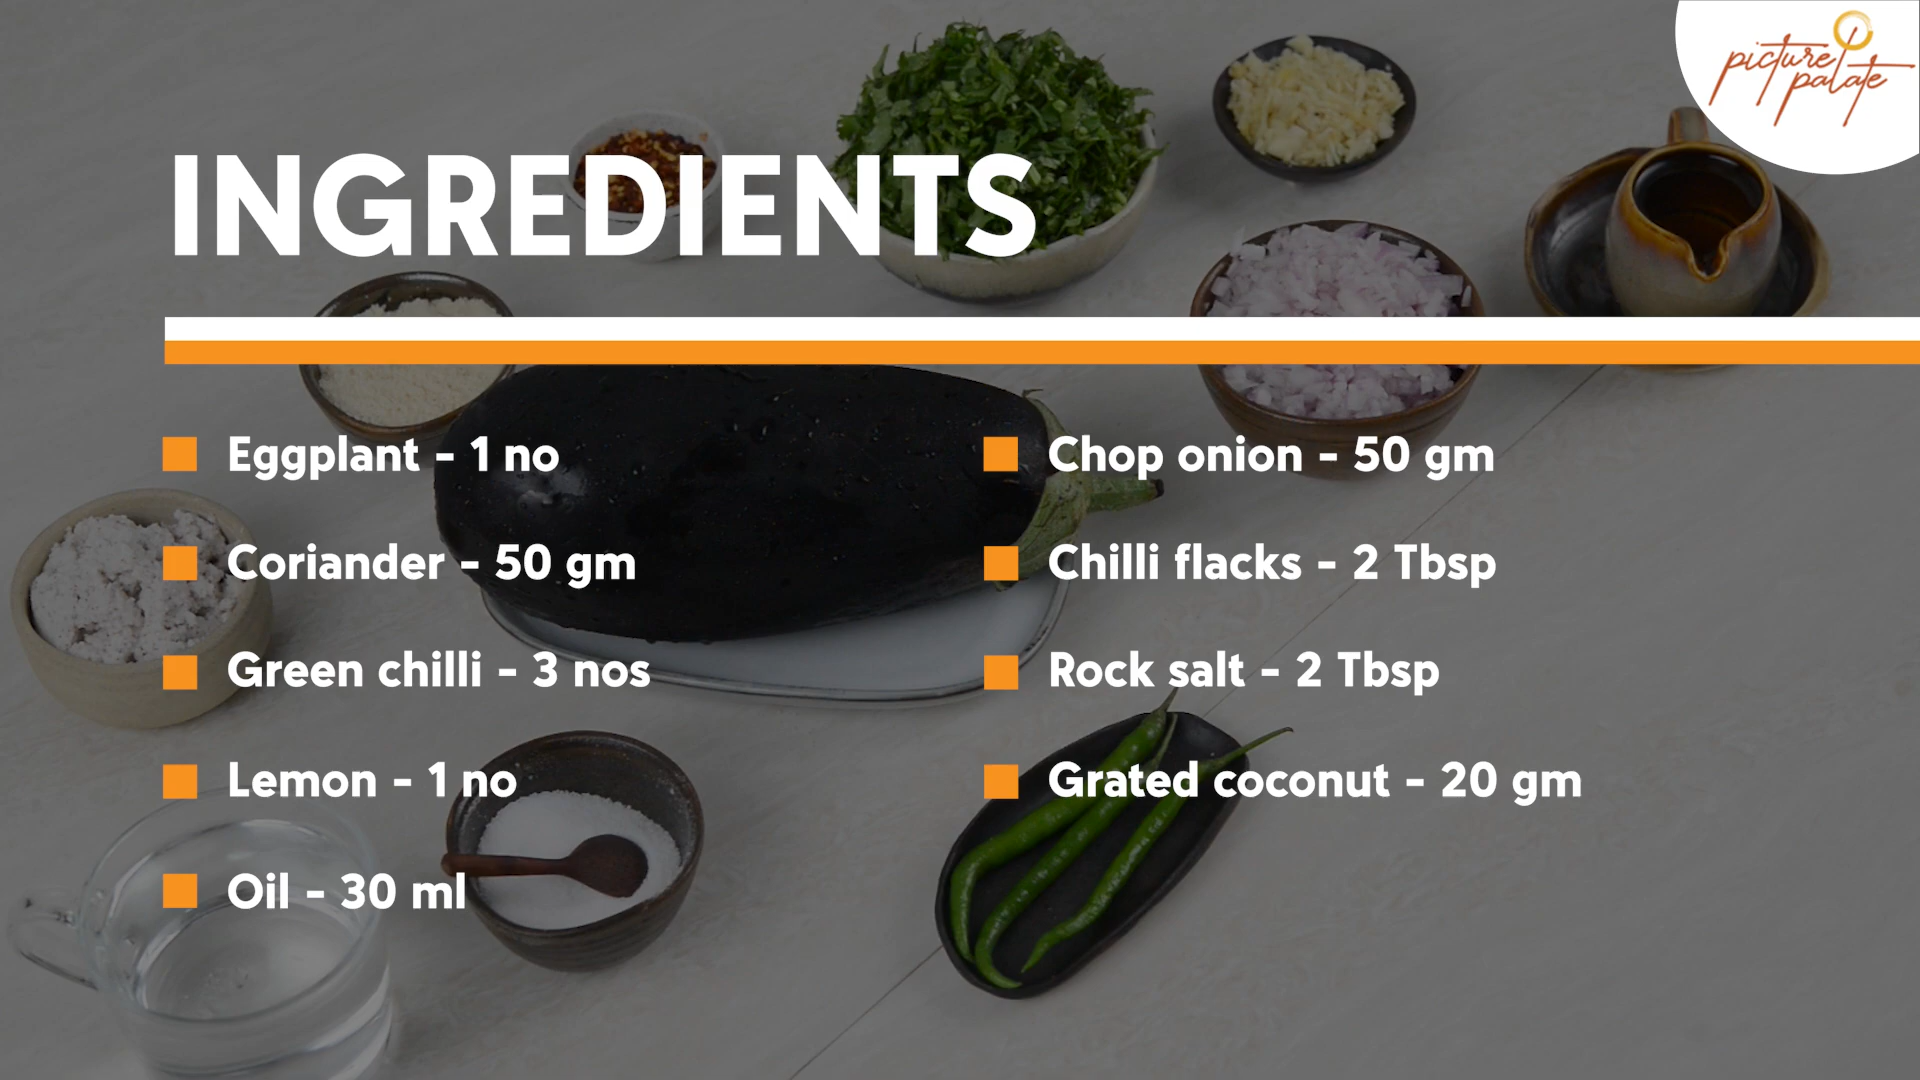 picture
palate
INGREDIENTS
Eggplant - 1 no
Coriander - 50 gm
Green chilli - 3 nos
Lemon - 1 no
Oil - 30 ml
Chop onion - 50 gm
Chilli flacks - 2 Tbsp
Rock salt - 2 Tbsp
Grated coconut - 20 gm